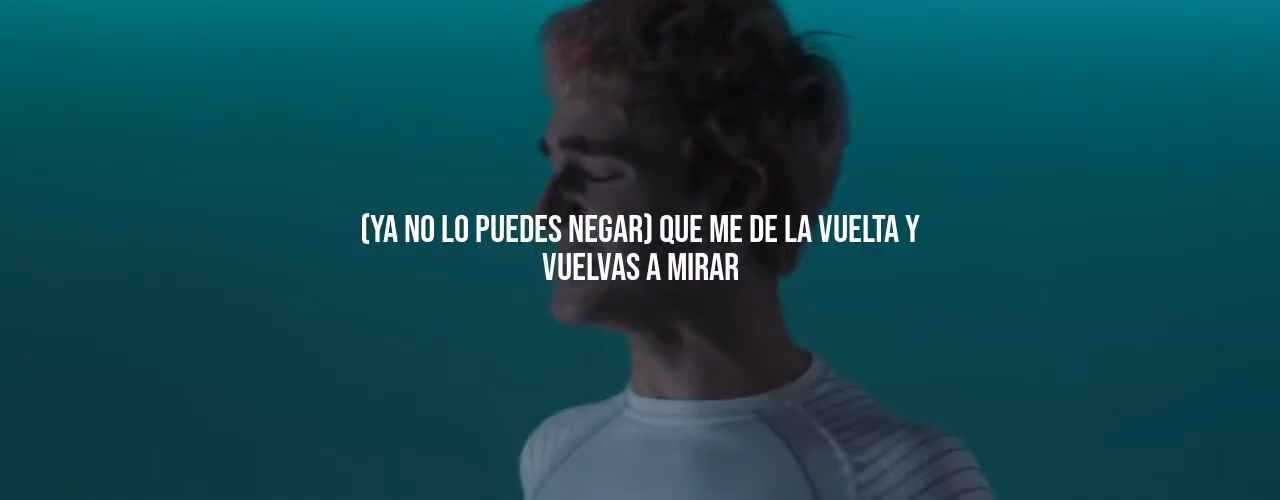 (YA NO LO PUEDES NEGAR) QUE ME DE LA VUELTA Y
VUELVAS A MIRAR